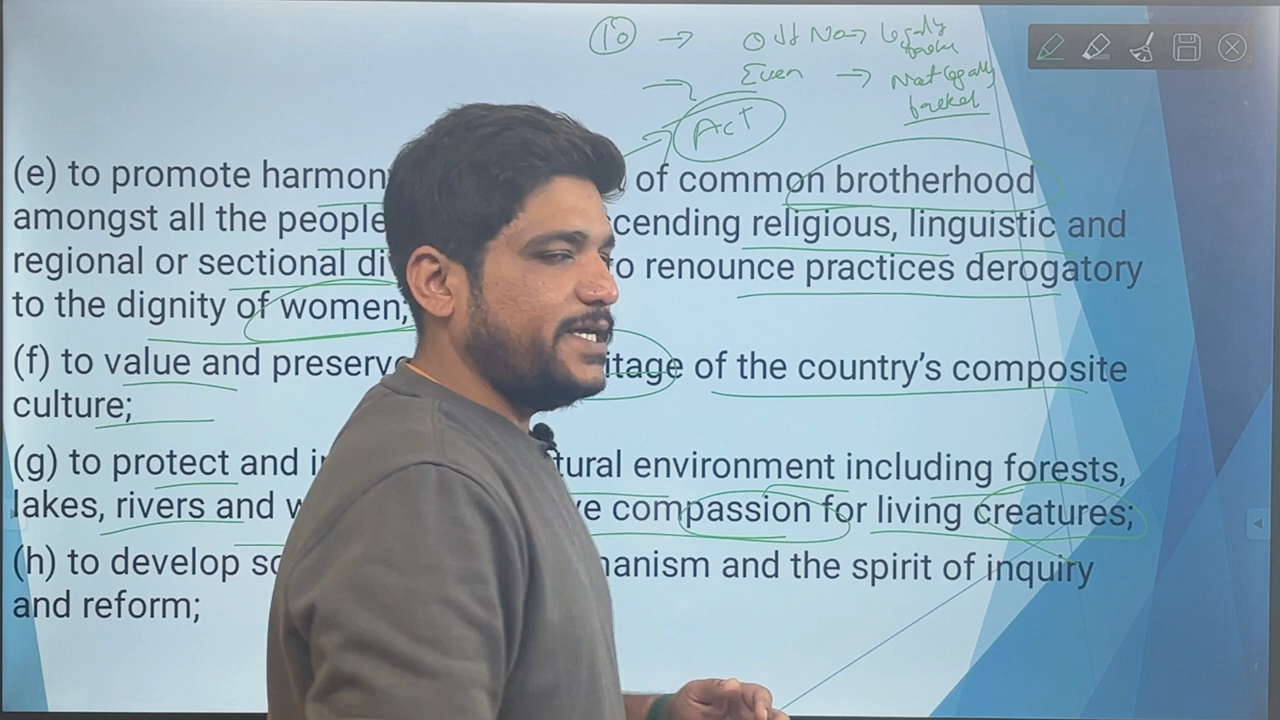 10 → Odd No → legally
Even → Not legally
Act
(e) to promote harmon of common brotherhood
amongst all the people cending religious, linguistic and
regional or sectional di to renounce practices derogatory
to the dignity of women;
(f) to value and preserv itage of the country's composite
culture;
(g) to protect and i tural environment including forests,
lakes, rivers and w ve compassion for living creatures;
(h) to develop sc manism and the spirit of inquiry
and reform;